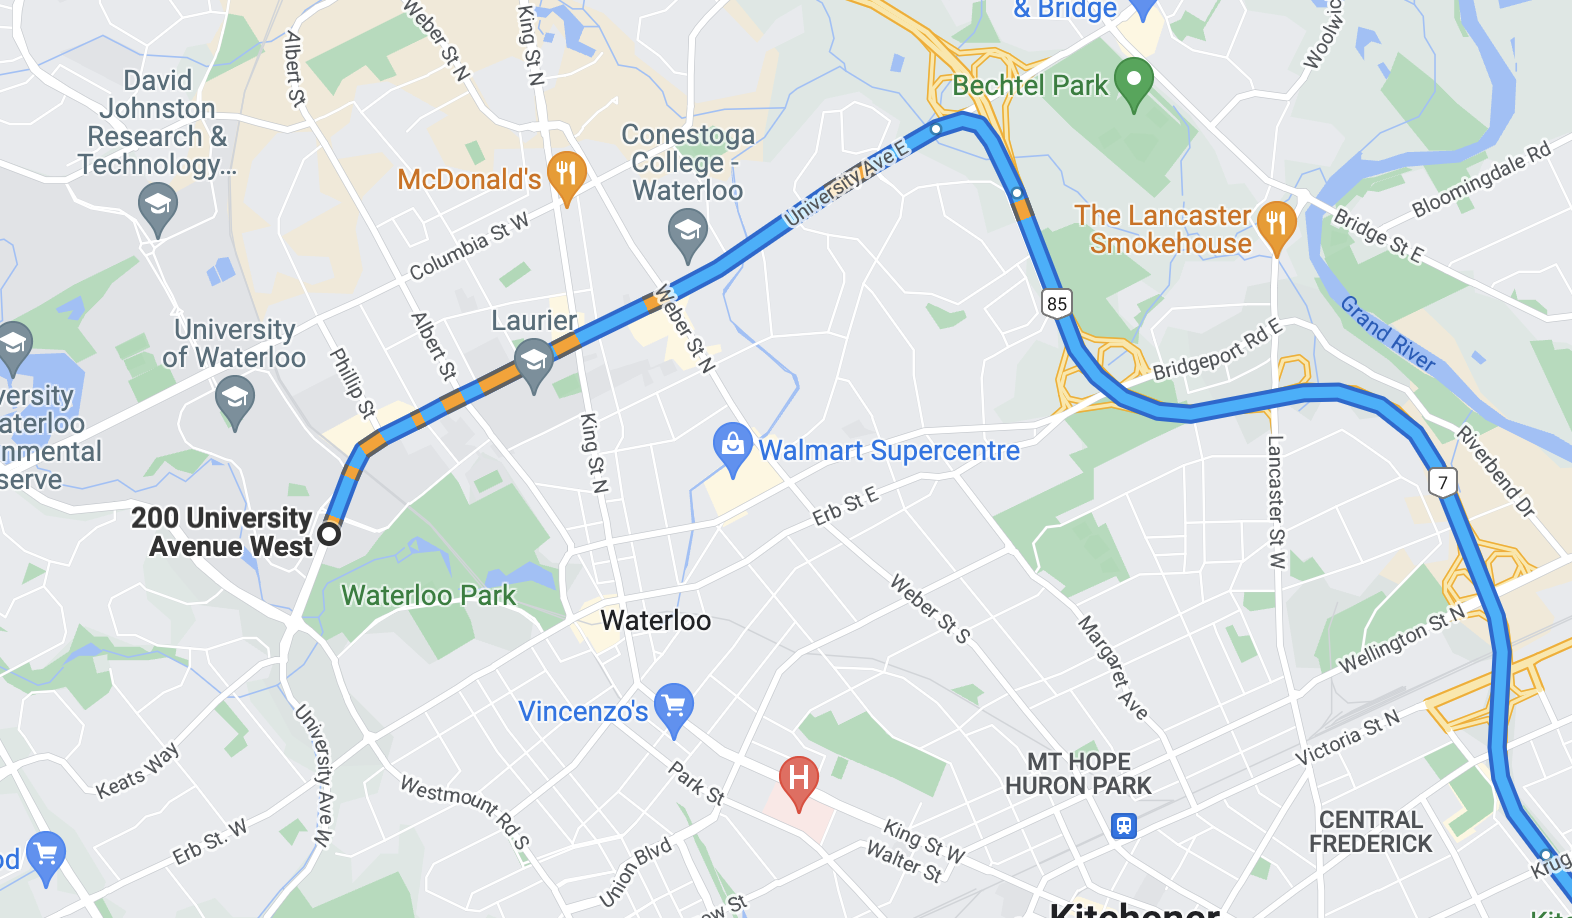 & Bridge
Weber St N
King St N
Albert St
Woolwic
David
Johnston
Research &
Technology...
Bechtel Park
Conestoga
College -
Waterloo
McDonald's
University Ave E
Bloomingdale Rd
Columbia St W
The Lancaster
Smokehouse
Bridge St E
85
Grand River
Weber St N
Laurier
University
of Waterloo
Albert St
Phillip St
Bridgeport Rd E
versity
aterloo
nmental
serve
King St N
Walmart Supercentre
Lancaster St W
Riverbend Dr
7
Erb St E
200 University
Avenue West
Waterloo Park
Waterloo
Weber St S
Margaret Ave
Wellington St N
Vincenzo's
University Ave W
Keats Way
Victoria St N
MT HOPE
HURON PARK
H
Park St
Westmount Rd S
Erb St. W
CENTRAL
FREDERICK
King St W
Walter St
Union Blvd
od
Krug
ow St
Kitchener
Kit